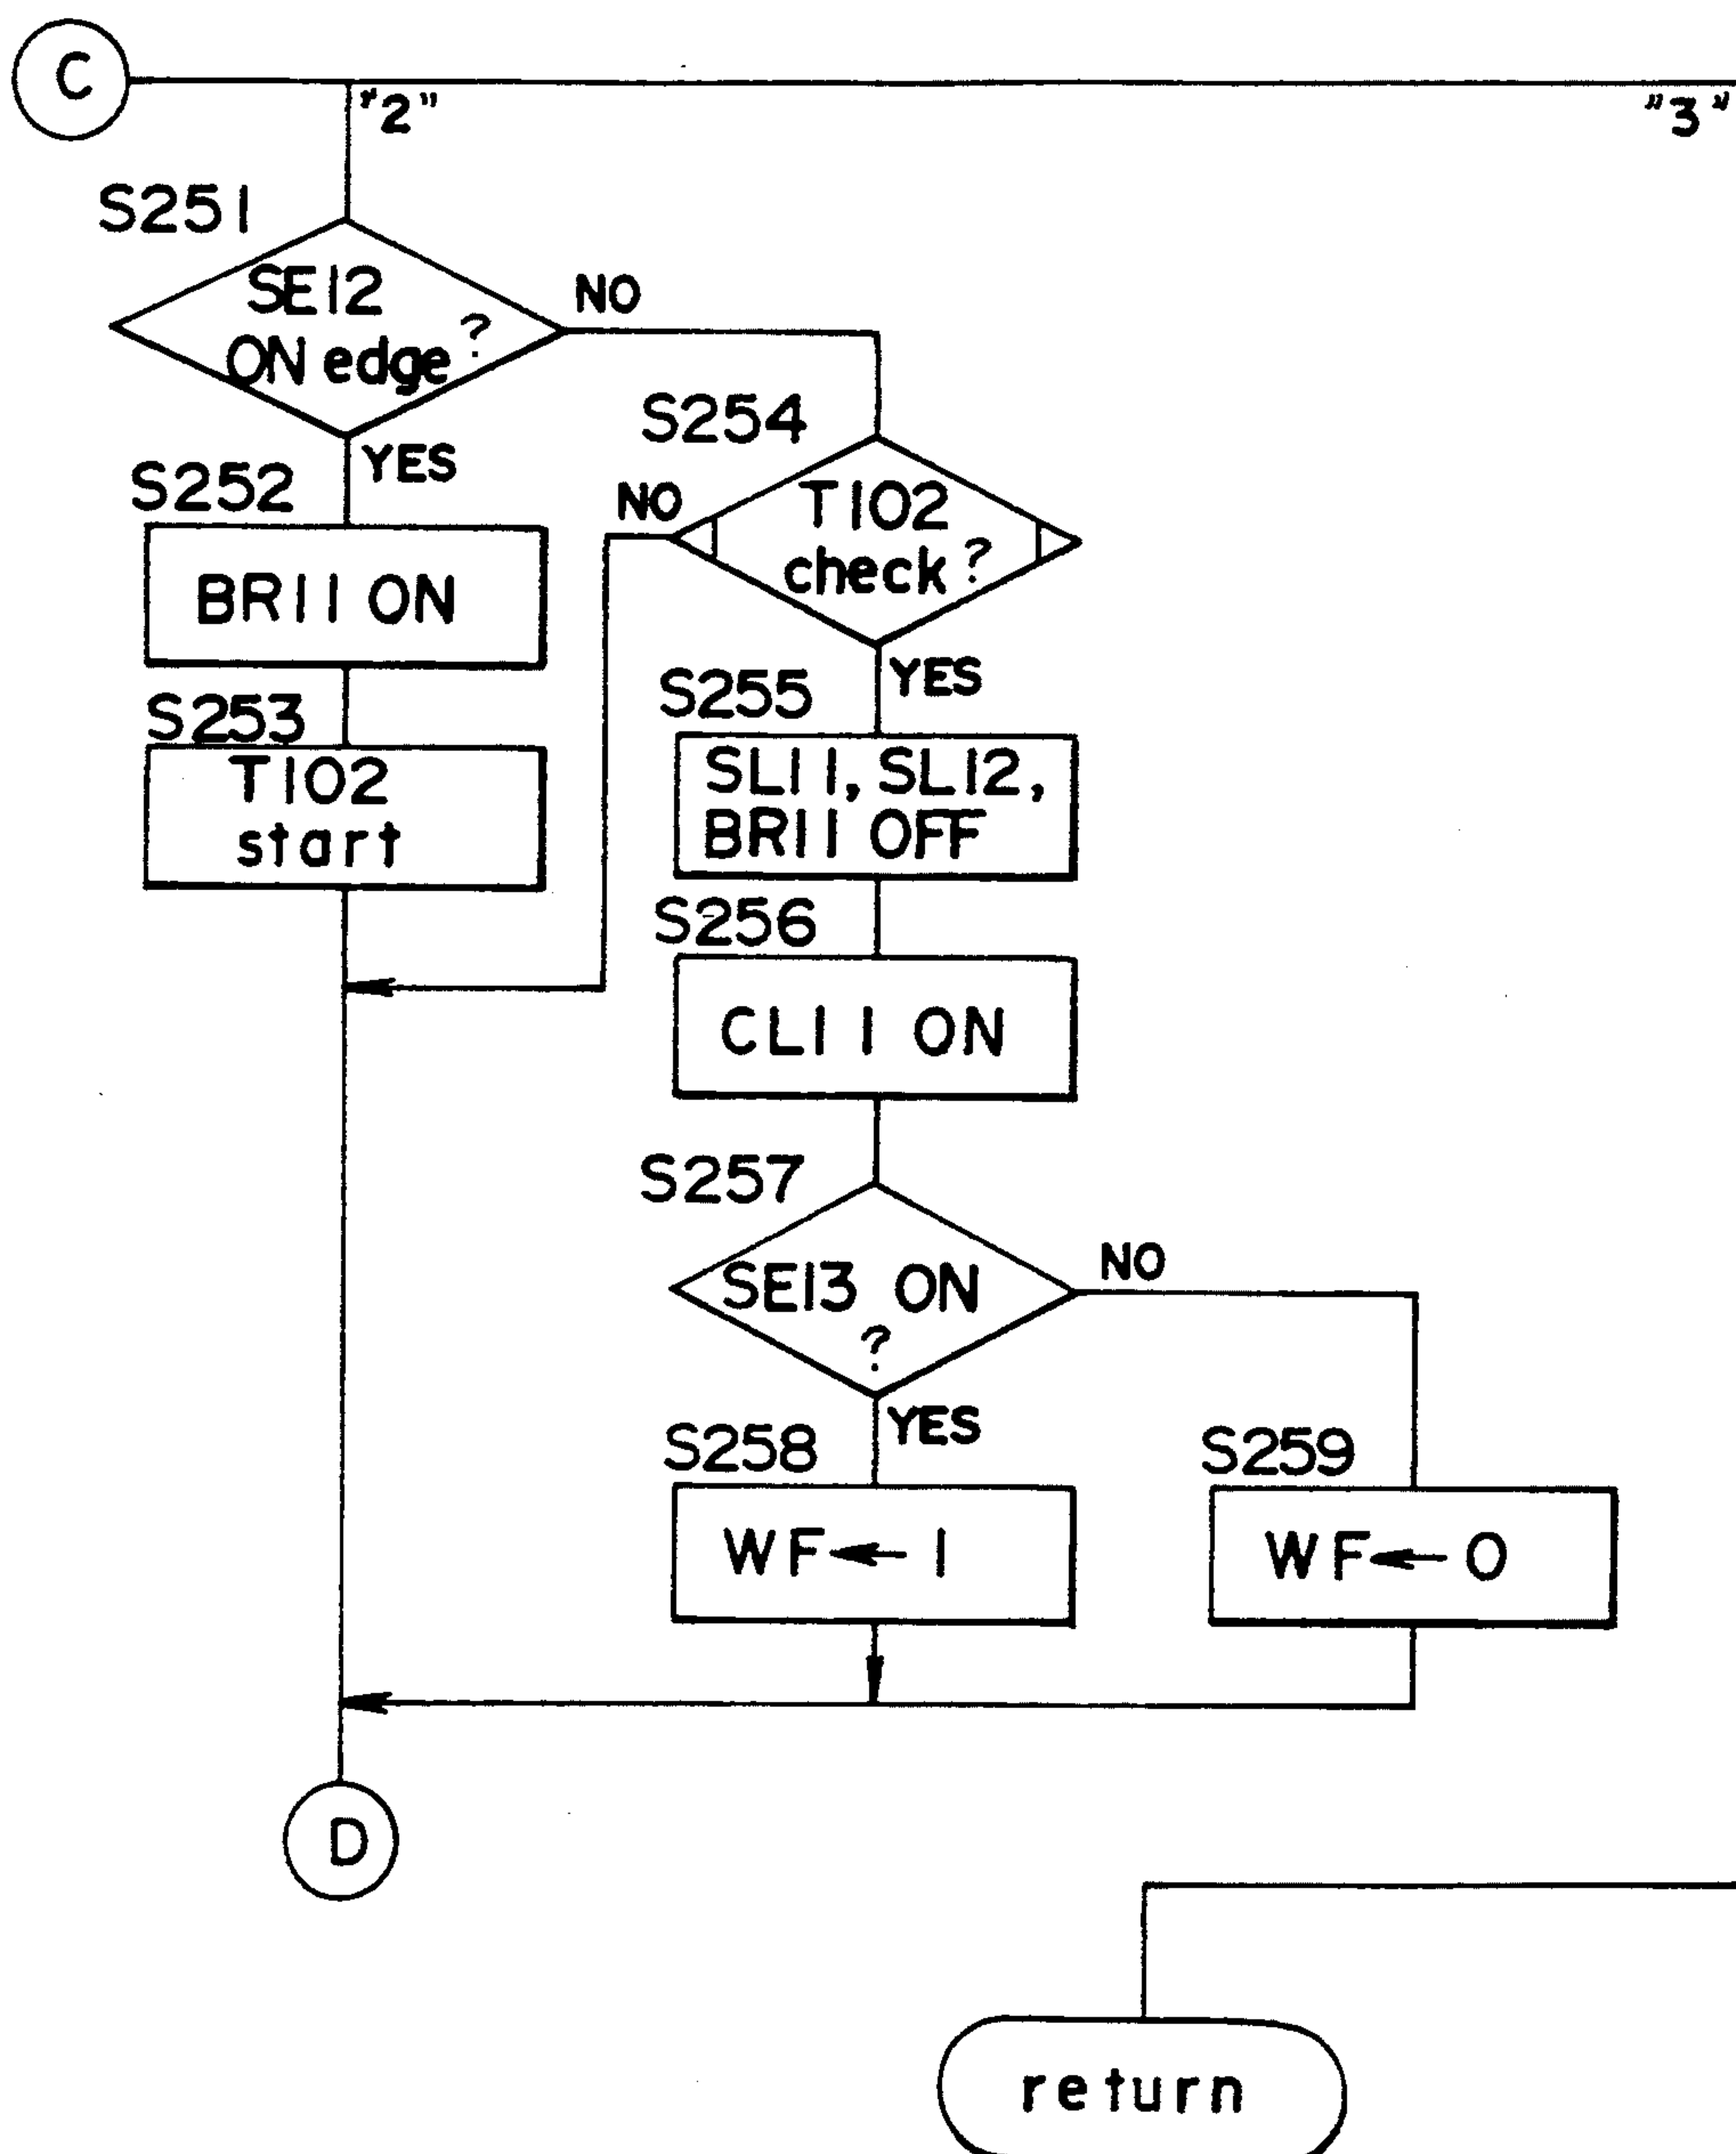 C
"2"
"3"
S251
SE12
ON edge ?
NO
YES
S252
BR11 ON
S253
T102
start
S254
NO
T102
check ?
YES
S255
SL11, SL12,
BR11 OFF
S256
CL11 ON
S257
SE13 ON
?
NO
YES
S258
WF ← 1
S259
WF ← 0
D
return